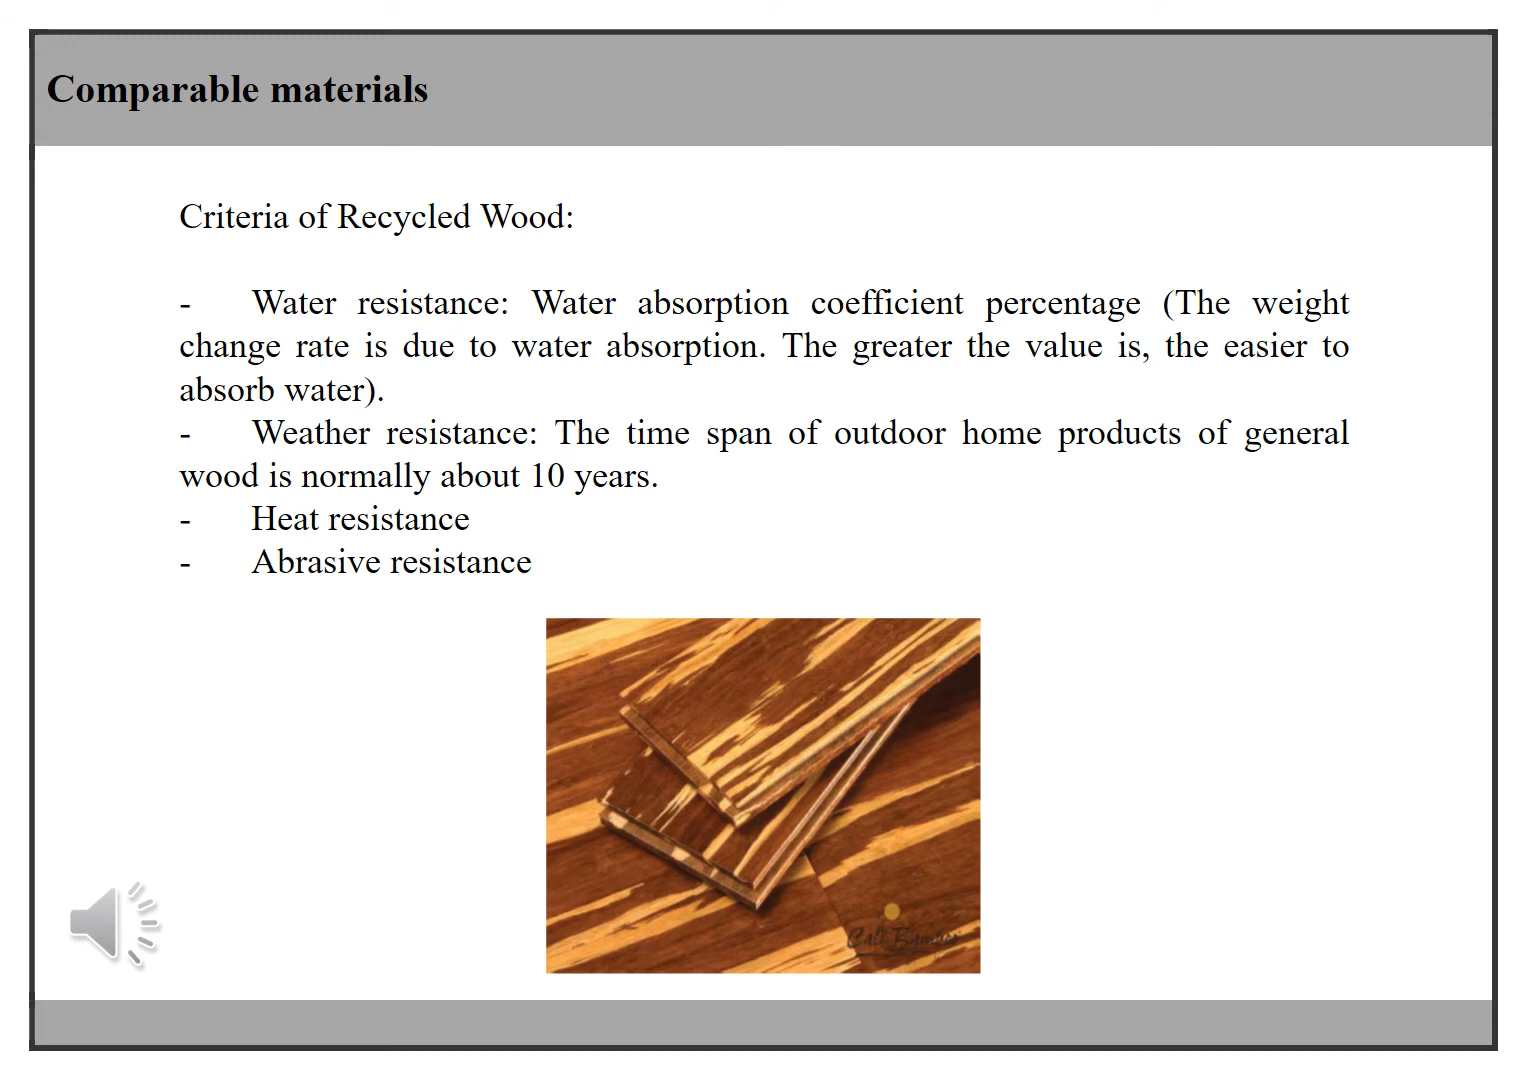 Comparable materials
Criteria of Recycled Wood:
- Water resistance: Water absorption coefficient percentage (The weight
change rate is due to water absorption. The greater the value is, the easier to
absorb water).
- Weather resistance: The time span of outdoor home products of general
wood is normally about 10 years.
- Heat resistance
- Abrasive resistance
Cali Bamboo